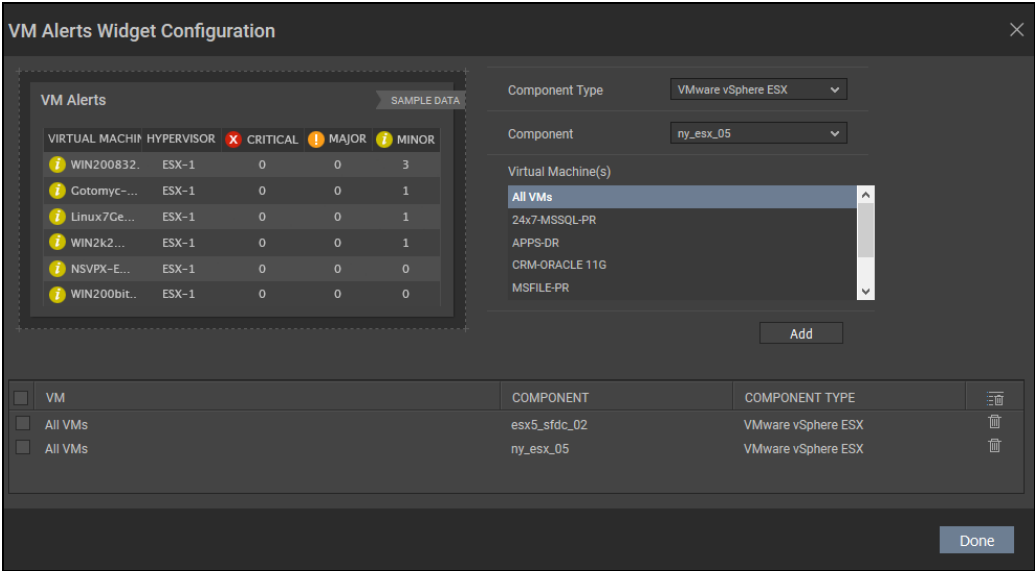 VM Alerts Widget Configuration
VM Alerts
SAMPLE DATA
VIRTUAL MACHIN HYPERVISOR CRITICAL MAJOR MINOR
WIN200832. ESX-1 0 0 3
Gotomyc-... ESX-1 0 0 1
Linux7Ge... ESX-1 0 0 1
WIN2k2... ESX-1 0 0 1
NSVPX-E... ESX-1 0 0 0
WIN200bit.. ESX-1 0 0 0
Component Type VMware vSphere ESX
Component ny_esx_05
Virtual Machine(s)
All VMs
24x7-MSSQL-PR
APPS-DR
CRM-ORACLE 11G
MSFILE-PR
Add
VM COMPONENT COMPONENT TYPE
All VMs esx5_sfdc_02 VMware vSphere ESX
All VMs ny_esx_05 VMware vSphere ESX
Done